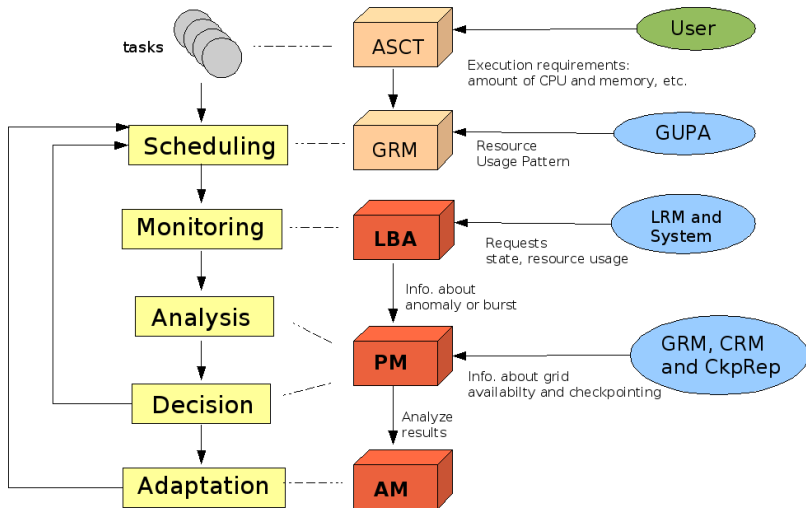 User
tasks
ASCT
Execution requirements:
amount of CPU and memory, etc.
Scheduling
GRM
Resource
Usage Pattern
GUPA
Monitoring
LBA
Requests
state, resource usage
LRM and
System
Info. about
anomaly or burst
Analysis
PM
GRM, CRM
and CkpRep
Info. about grid
availabilty and checkpointing
Decision
Analyze
results
Adaptation
AM